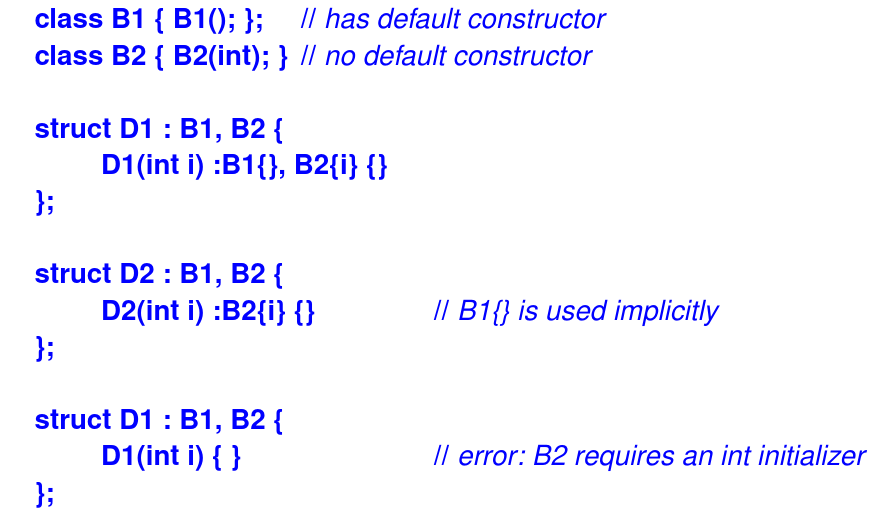 class B1 { B1(); }; // has default constructor
class B2 { B2(int); } // no default constructor
struct D1 : B1, B2 {
D1(int i) :B1{}, B2{i} {}
};
struct D2 : B1, B2 {
D2(int i) :B2{i} {} // B1{} is used implicitly
};
struct D1 : B1, B2 {
D1(int i) { } // error: B2 requires an int initializer
};